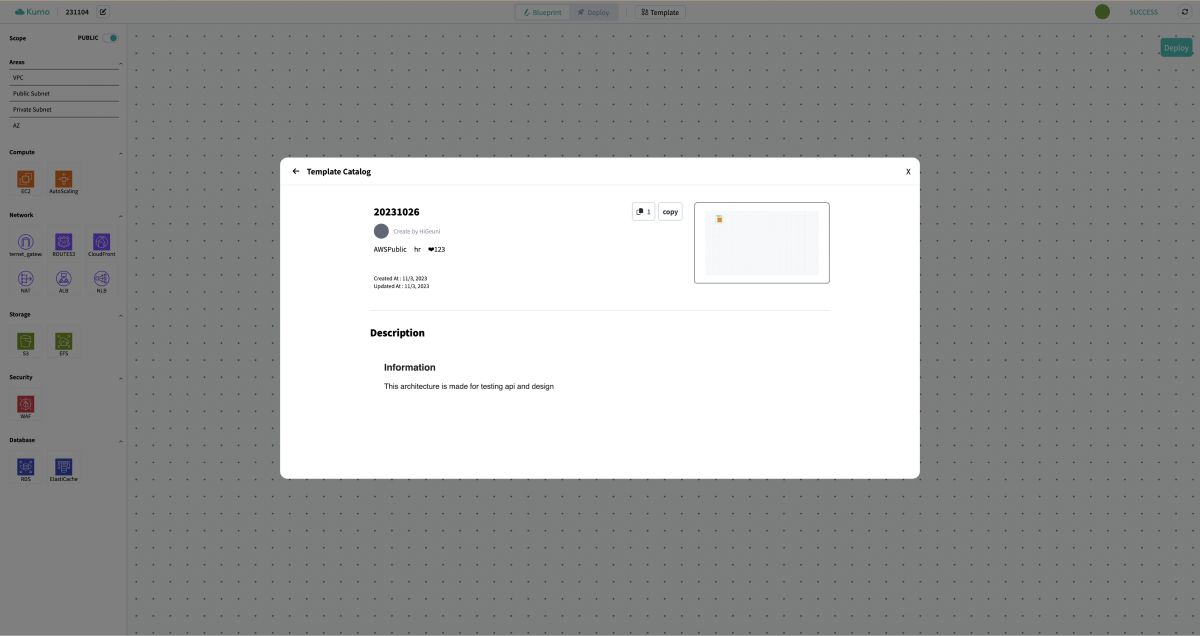 Kumo
231104
Blueprint
Deploy
Template
SUCCESS
Deploy
Scope
PUBLIC
Areas
VPC
Public Subnet
Private Subnet
AZ
Compute
EC2
AutoScaling
Network
ternet_gatew
ROUTE53
Cloudfront
NAT
ALB
NLB
Storage
S3
EFS
Security
WAF
Database
RDS
ElastiCache
Template Catalog
X
20231026
1
copy
Create by HiGeuni
AWSPublic hr ❤123
Created At : 11/3, 2023
Updated At : 11/3, 2023
Description
Information
This architecture is made for testing api and design